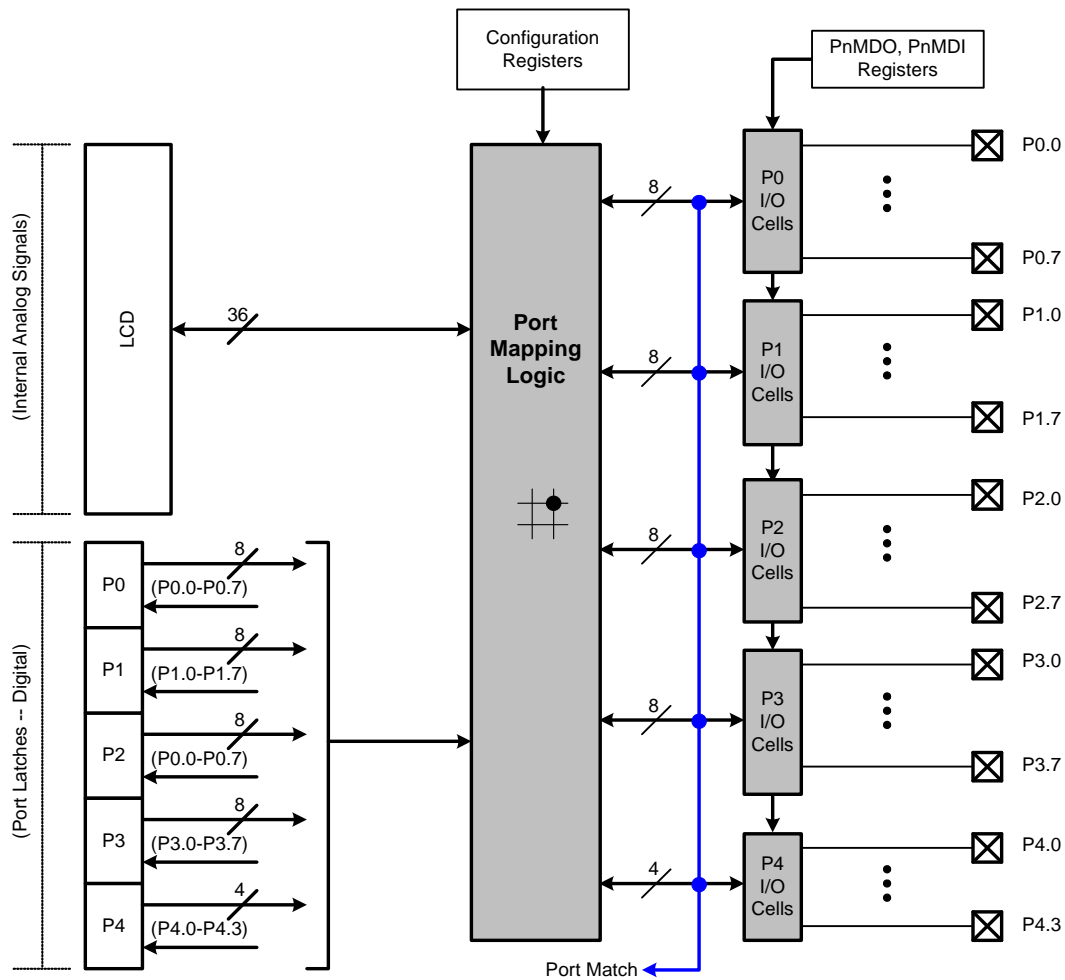 Configuration
Registers
PnMDO, PnMDI
Registers
(Internal Analog Signals)
LCD
36
Port
Mapping
Logic
8
P0
I/O
Cells
P0.0
P0.7
8
P1
I/O
Cells
P1.0
P1.7
8
P2
I/O
Cells
P2.0
P2.7
8
P3
I/O
Cells
P3.0
P3.7
4
P4
I/O
Cells
P4.0
P4.3
(Port Latches -- Digital)
P0
8
(P0.0-P0.7)
P1
8
(P1.0-P1.7)
P2
8
(P0.0-P0.7)
P3
8
(P3.0-P3.7)
P4
4
(P4.0-P4.3)
Port Match